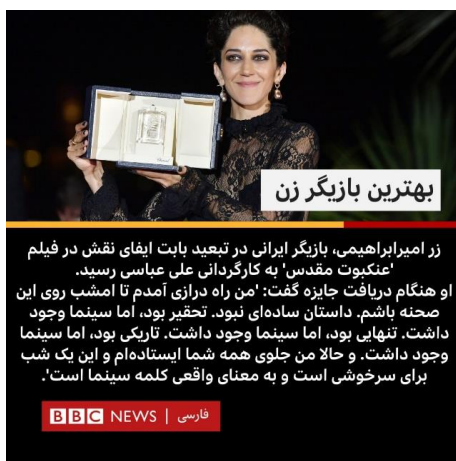 بهترین بازیگر زن
زر امیرابراهیمی، بازیگر ایرانی در تبعید بابت ایفای نقش در فیلم
'عنکبوت مقدس' به کارگردانی علی عباسی رسید.
او هنگام دریافت جایزه گفت: 'من راه درازی آمدم تا امشب روی این
صحنه باشم. داستان ساده‌ای نبود. تحقیر بود، اما سینما وجود
داشت. تنهایی بود، اما سینما وجود داشت. تاریکی بود، اما سینما
وجود داشت. و حالا من جلوی همه شما ایستاده‌ام و این یک شب
برای سرخوشی است و به معنای واقعی کلمه سینما است'.
BBC NEWS | فارسی